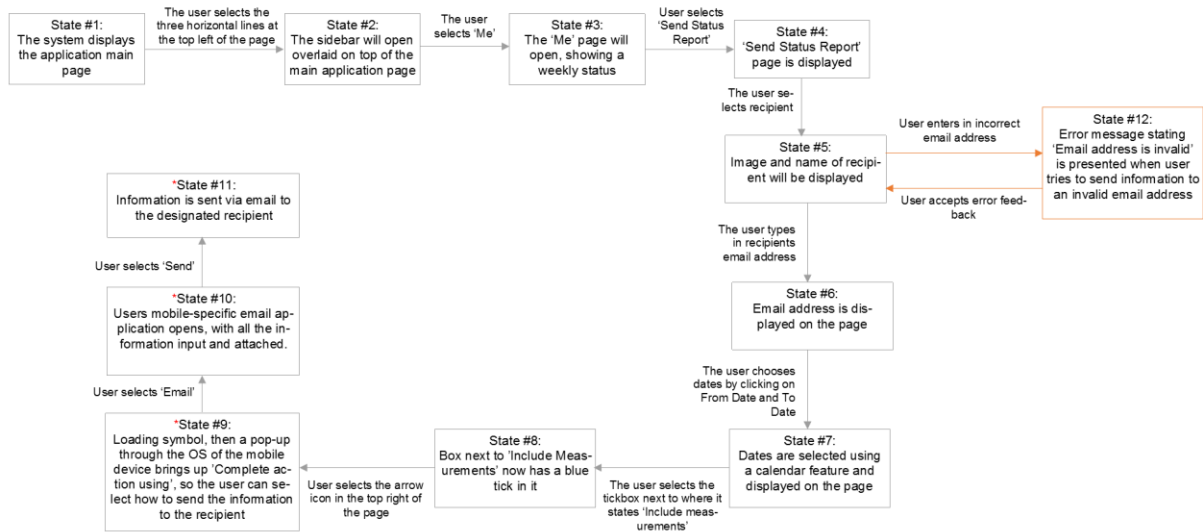 State #1:
The system displays
the application main
page
The user selects the
three horizontal lines at
the top left of the page
State #2:
The sidebar will open
overlaid on top of the
main application page
The user
selects ‘Me’
State #3:
The ‘Me’ page will
open, showing a
weekly status
User selects
‘Send Status
Report’
State #4:
‘Send Status Report’
page is displayed
The user se-
lects recipient
State #5:
Image and name of recipi-
ent will be displayed
User enters in incorrect
email address
State #12:
Error message stating
‘Email address is invalid’
is presented when user
tries to send information to
an invalid email address
User accepts error feed-
back
The user types
in recipients
email address
State #6:
Email address is dis-
played on the page
The user chooses
dates by clicking on
From Date and To
Date
State #7:
Dates are selected using
a calendar feature and
displayed on the page
The user selects the
tickbox next to where it
states ‘Include meas-
urements’
State #8:
Box next to ‘Include Meas-
urements’ now has a blue
tick in it
User selects the arrow
icon in the top right of
the page
*State #9:
Loading symbol, then a pop-up
through the OS of the mobile
device brings up ’Complete ac-
tion using’, so the user can se-
lect how to send the information
to the recipient
User selects ‘Email’
*State #10:
Users mobile-specific email ap-
plication opens, with all the in-
formation input and attached.
User selects ‘Send’
*State #11:
Information is sent via email to
the designated recipient